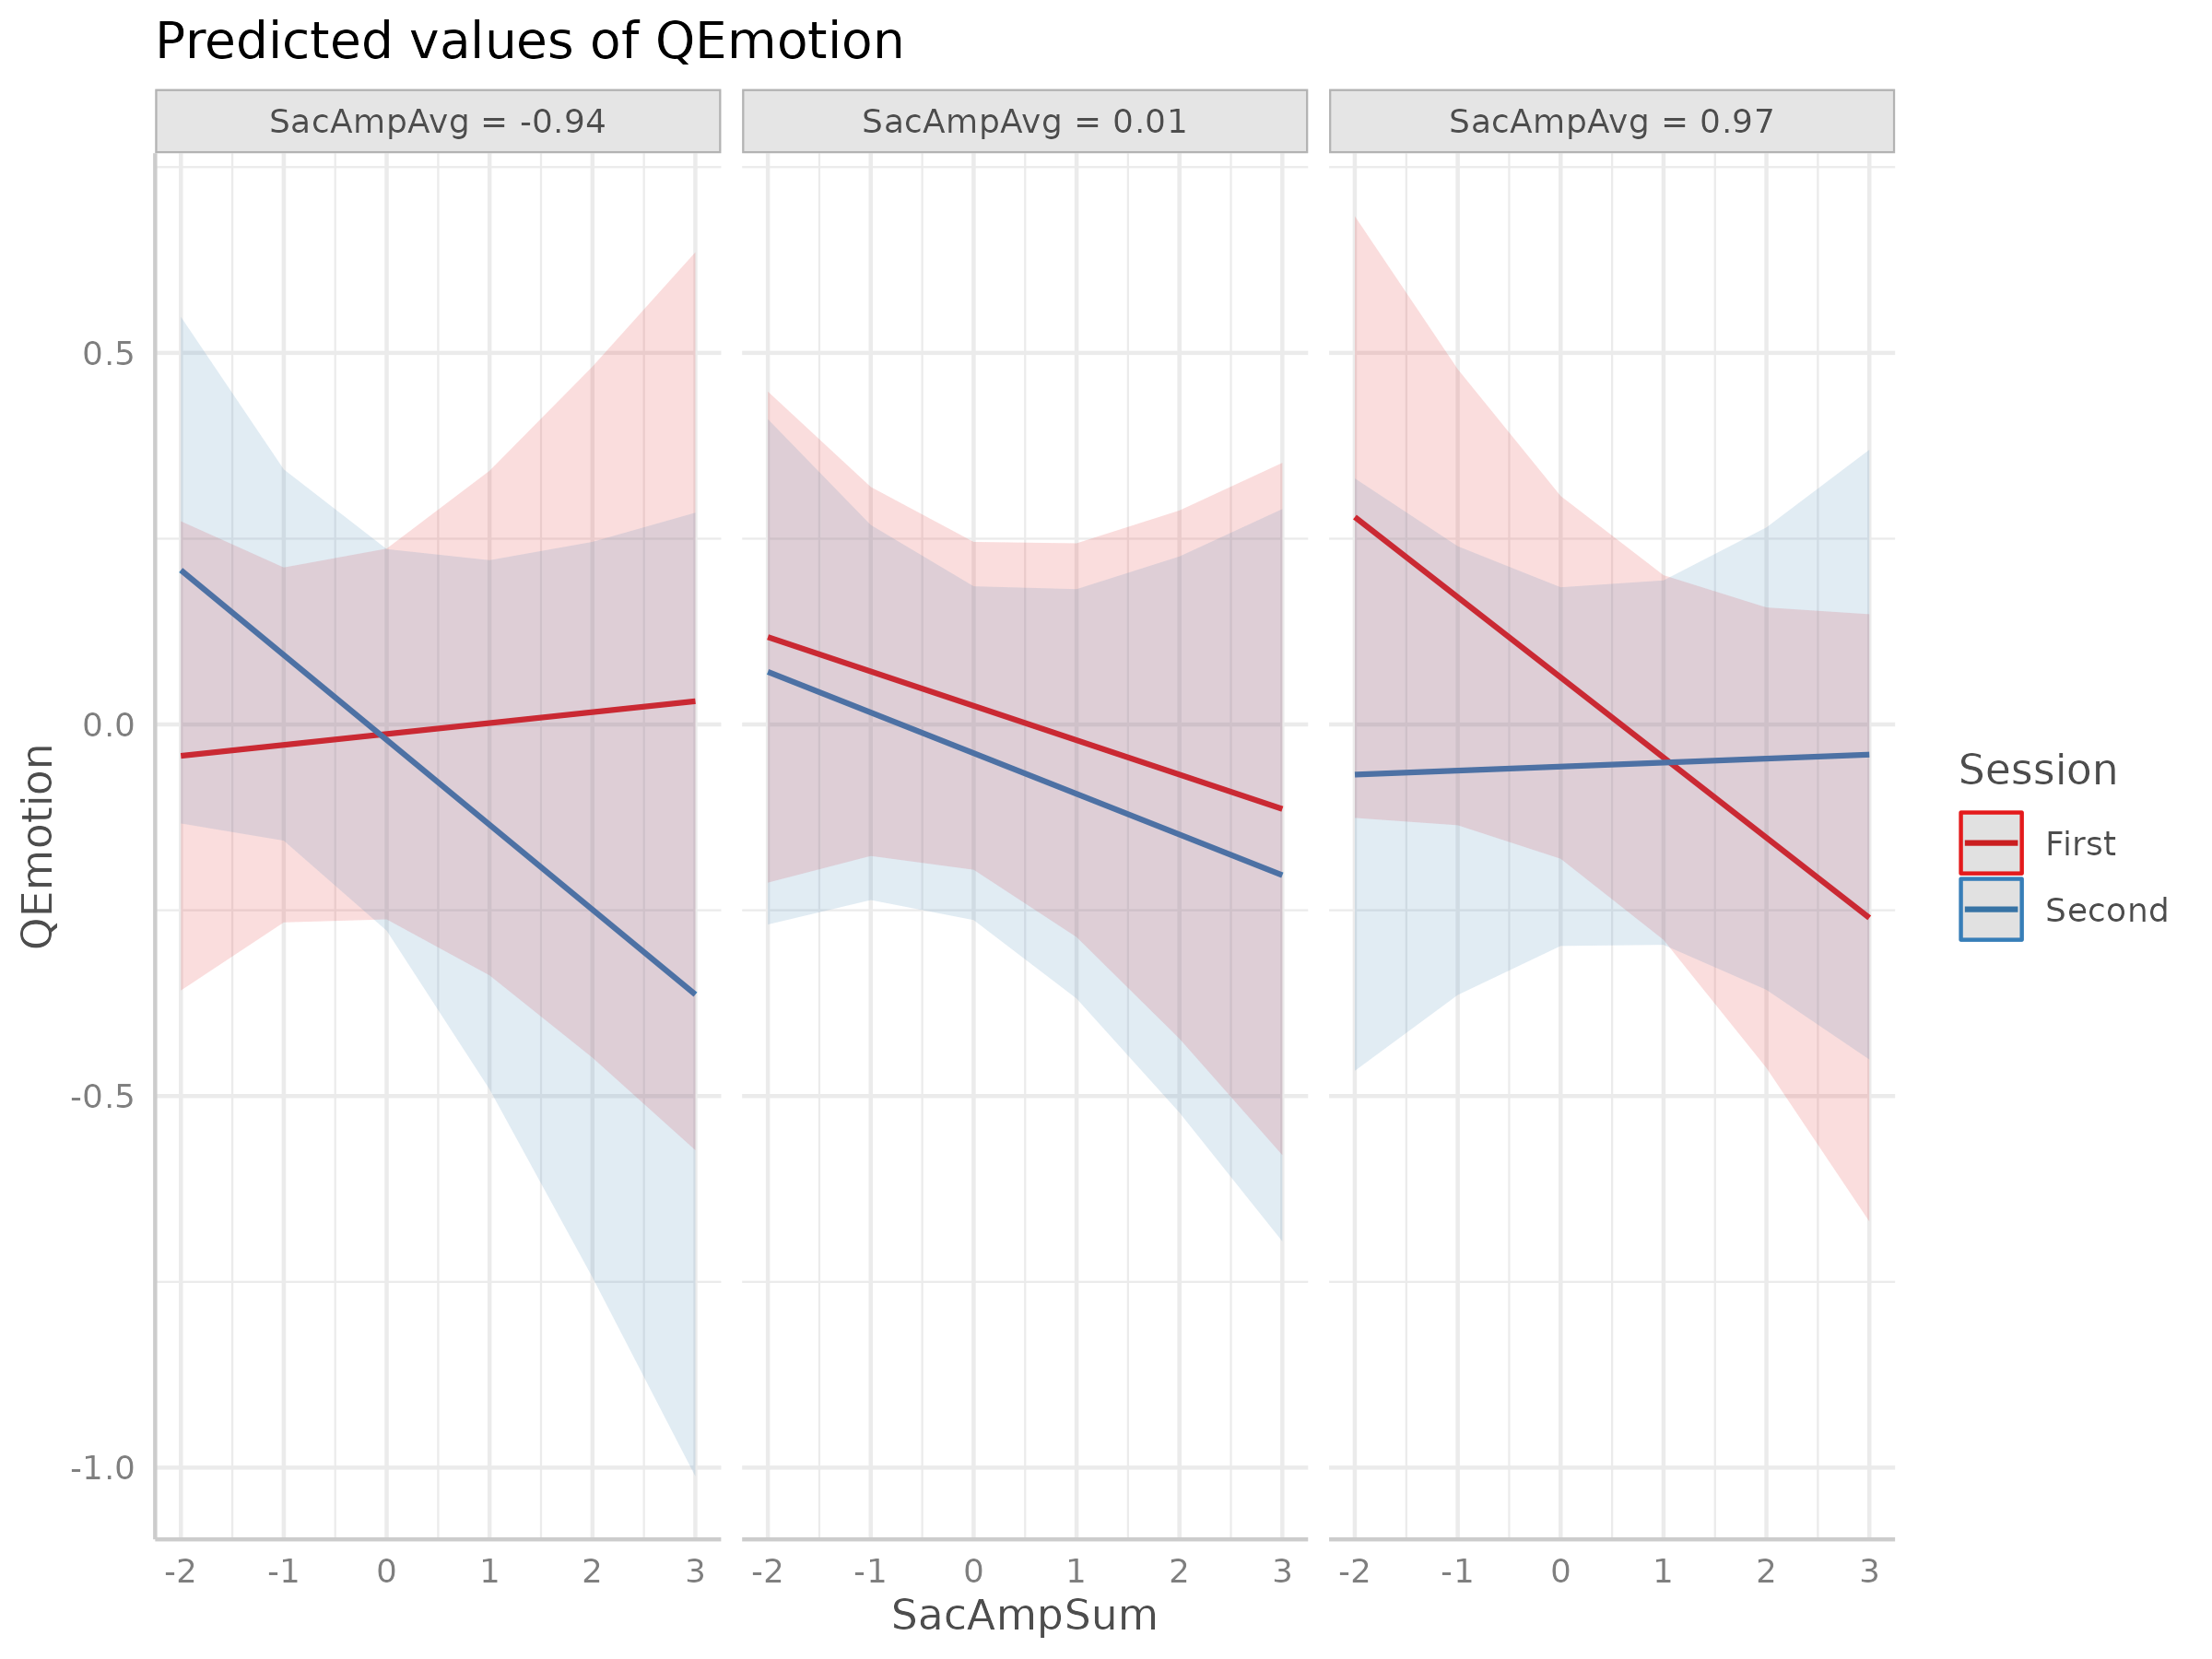 Predicted values of QEmotion
SacAmpAvg = -0.94
SacAmpAvg = 0.01
SacAmpAvg = 0.97
QEmotion
0.5
0.0
-0.5
-1.0
-2 -1 0 1 2 3
-2 -1 0 1 2 3
-2 -1 0 1 2 3
SacAmpSum
Session
First
Second